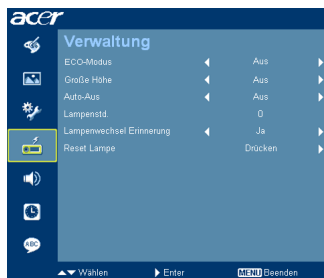 acer
Verwaltung
ECO-Modus Aus
Große Höhe Aus
Auto-Aus Aus
Lampenstd. 0
Lampenwechsel Erinnerung Ja
Reset Lampe Drücken
ABC
Wählen Enter MENU Beenden